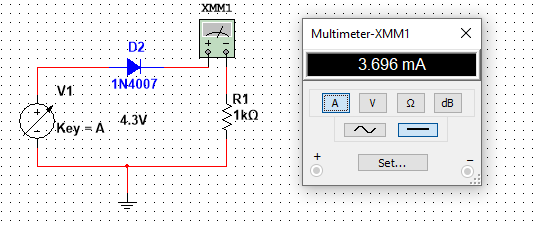 XMM1
D2
1N4007
V1
Key = A
4.3V
R1
1kΩ
Multimeter-XMM1
3.696 mA
A
V
Ω
dB
Set...
+
–